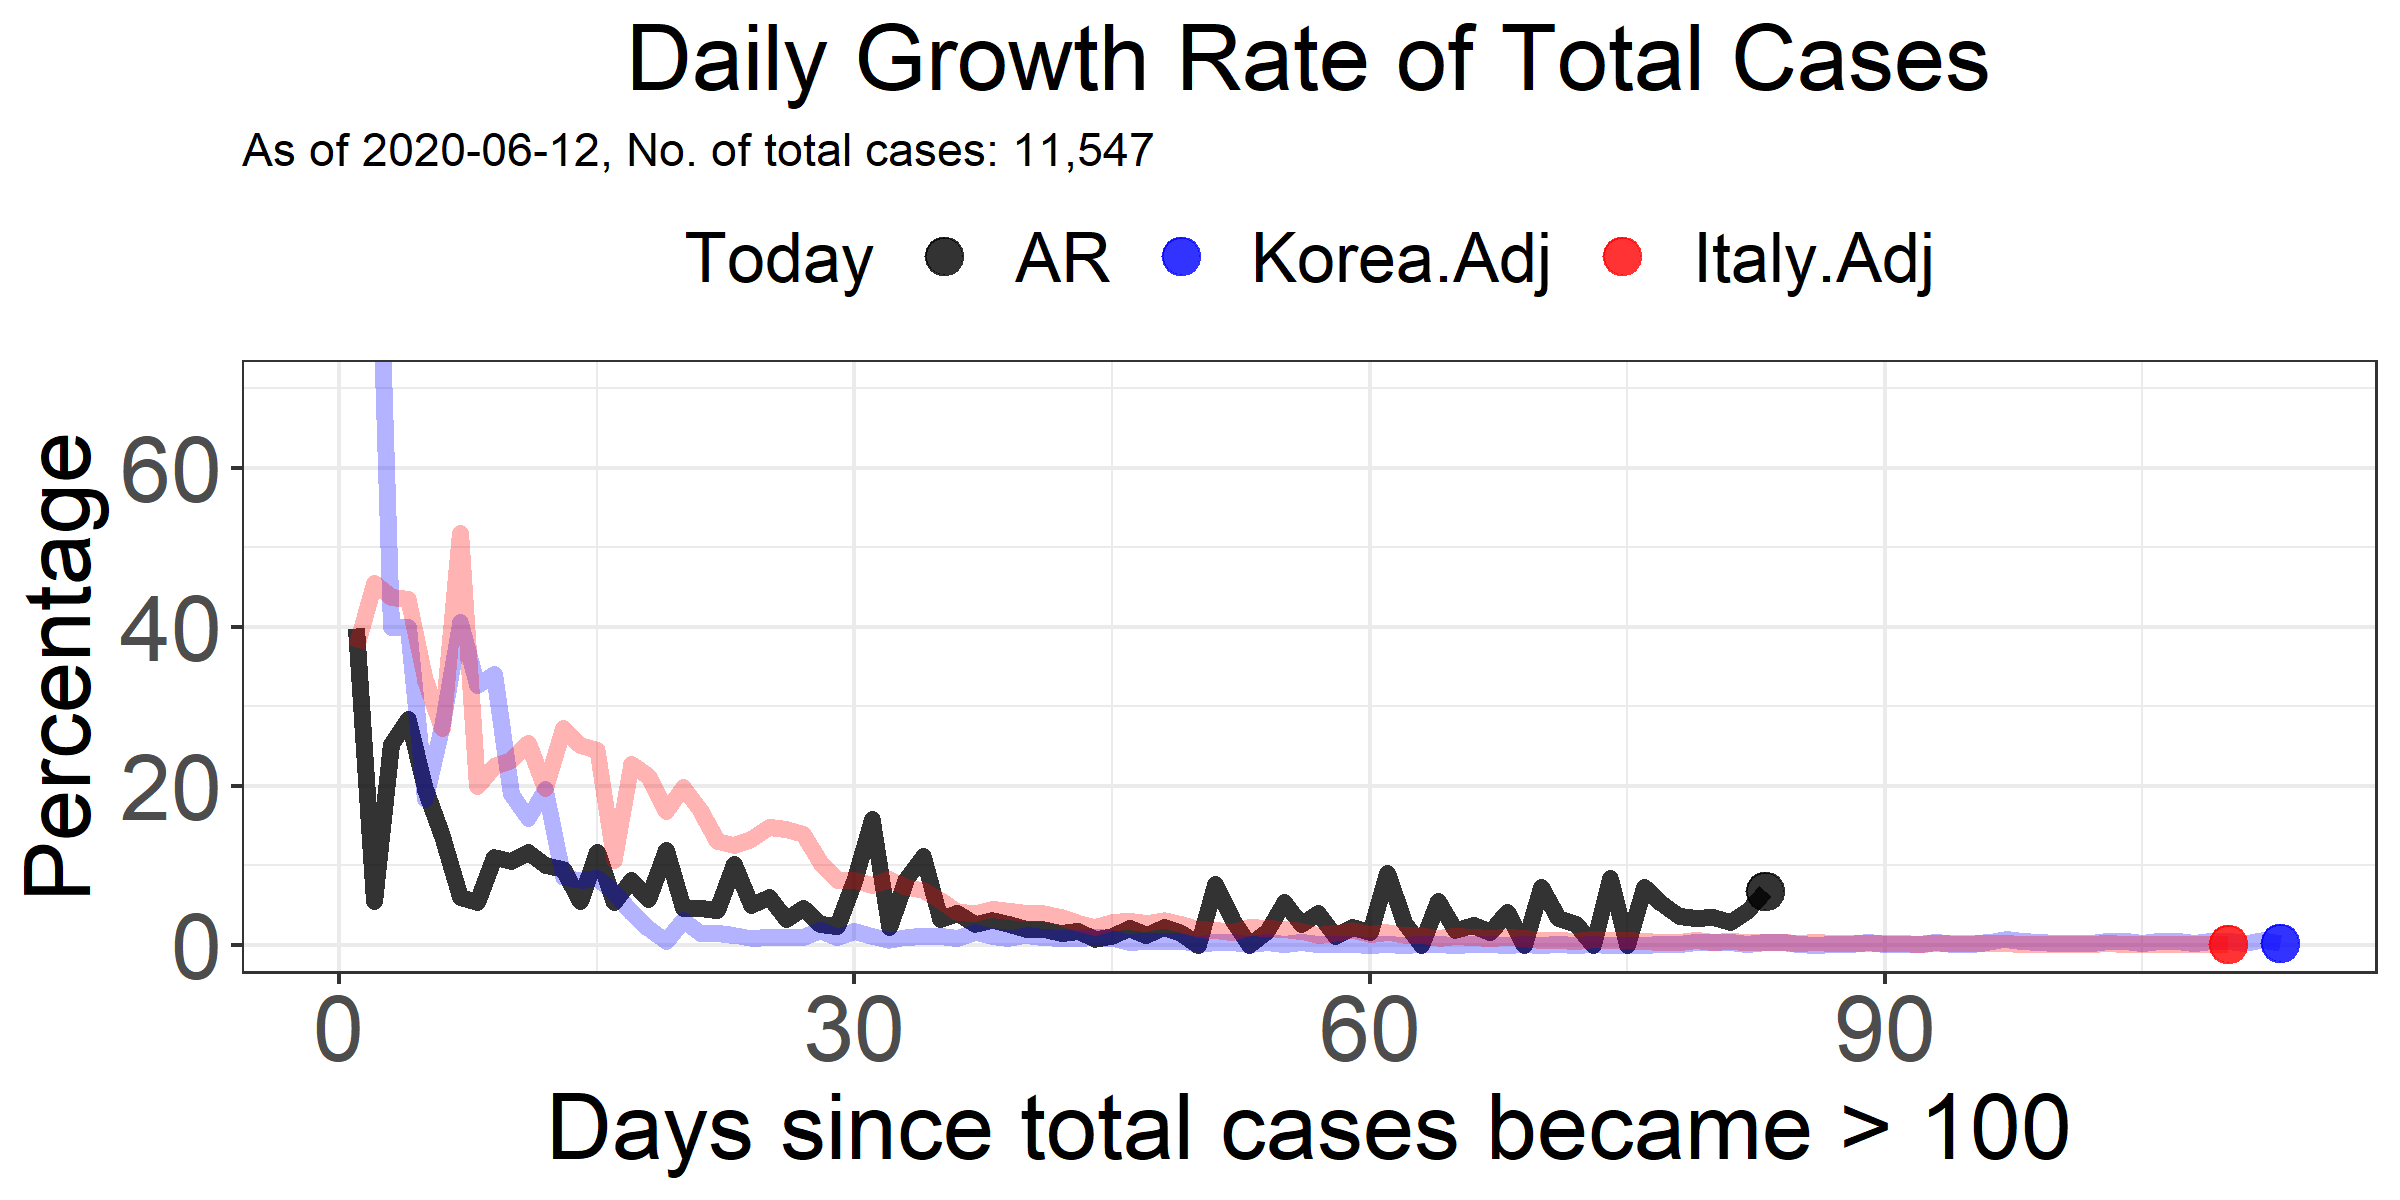 Daily Growth Rate of Total Cases
As of 2020-06-12, No. of total cases: 11,547
Today AR Korea.Adj Italy.Adj
Percentage
60
40
20
0
0 30 60 90
Days since total cases became > 100